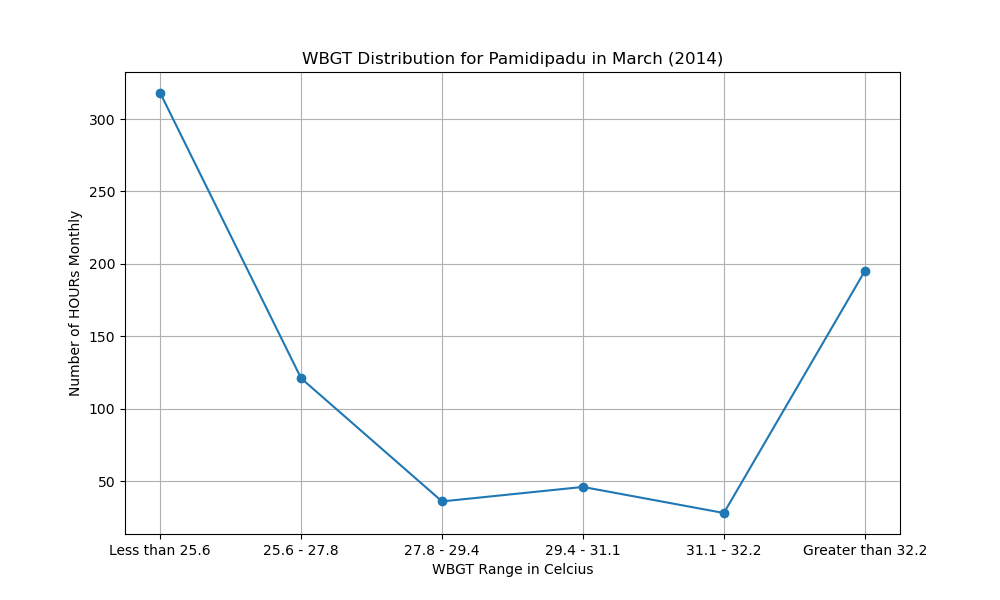 WBGT Distribution for Pamidipadu in March (2014)
Number of HOURs Monthly
300
250
200
150
100
50
Less than 25.6
25.6 - 27.8
27.8 - 29.4
29.4 - 31.1
31.1 - 32.2
Greater than 32.2
WBGT Range in Celcius